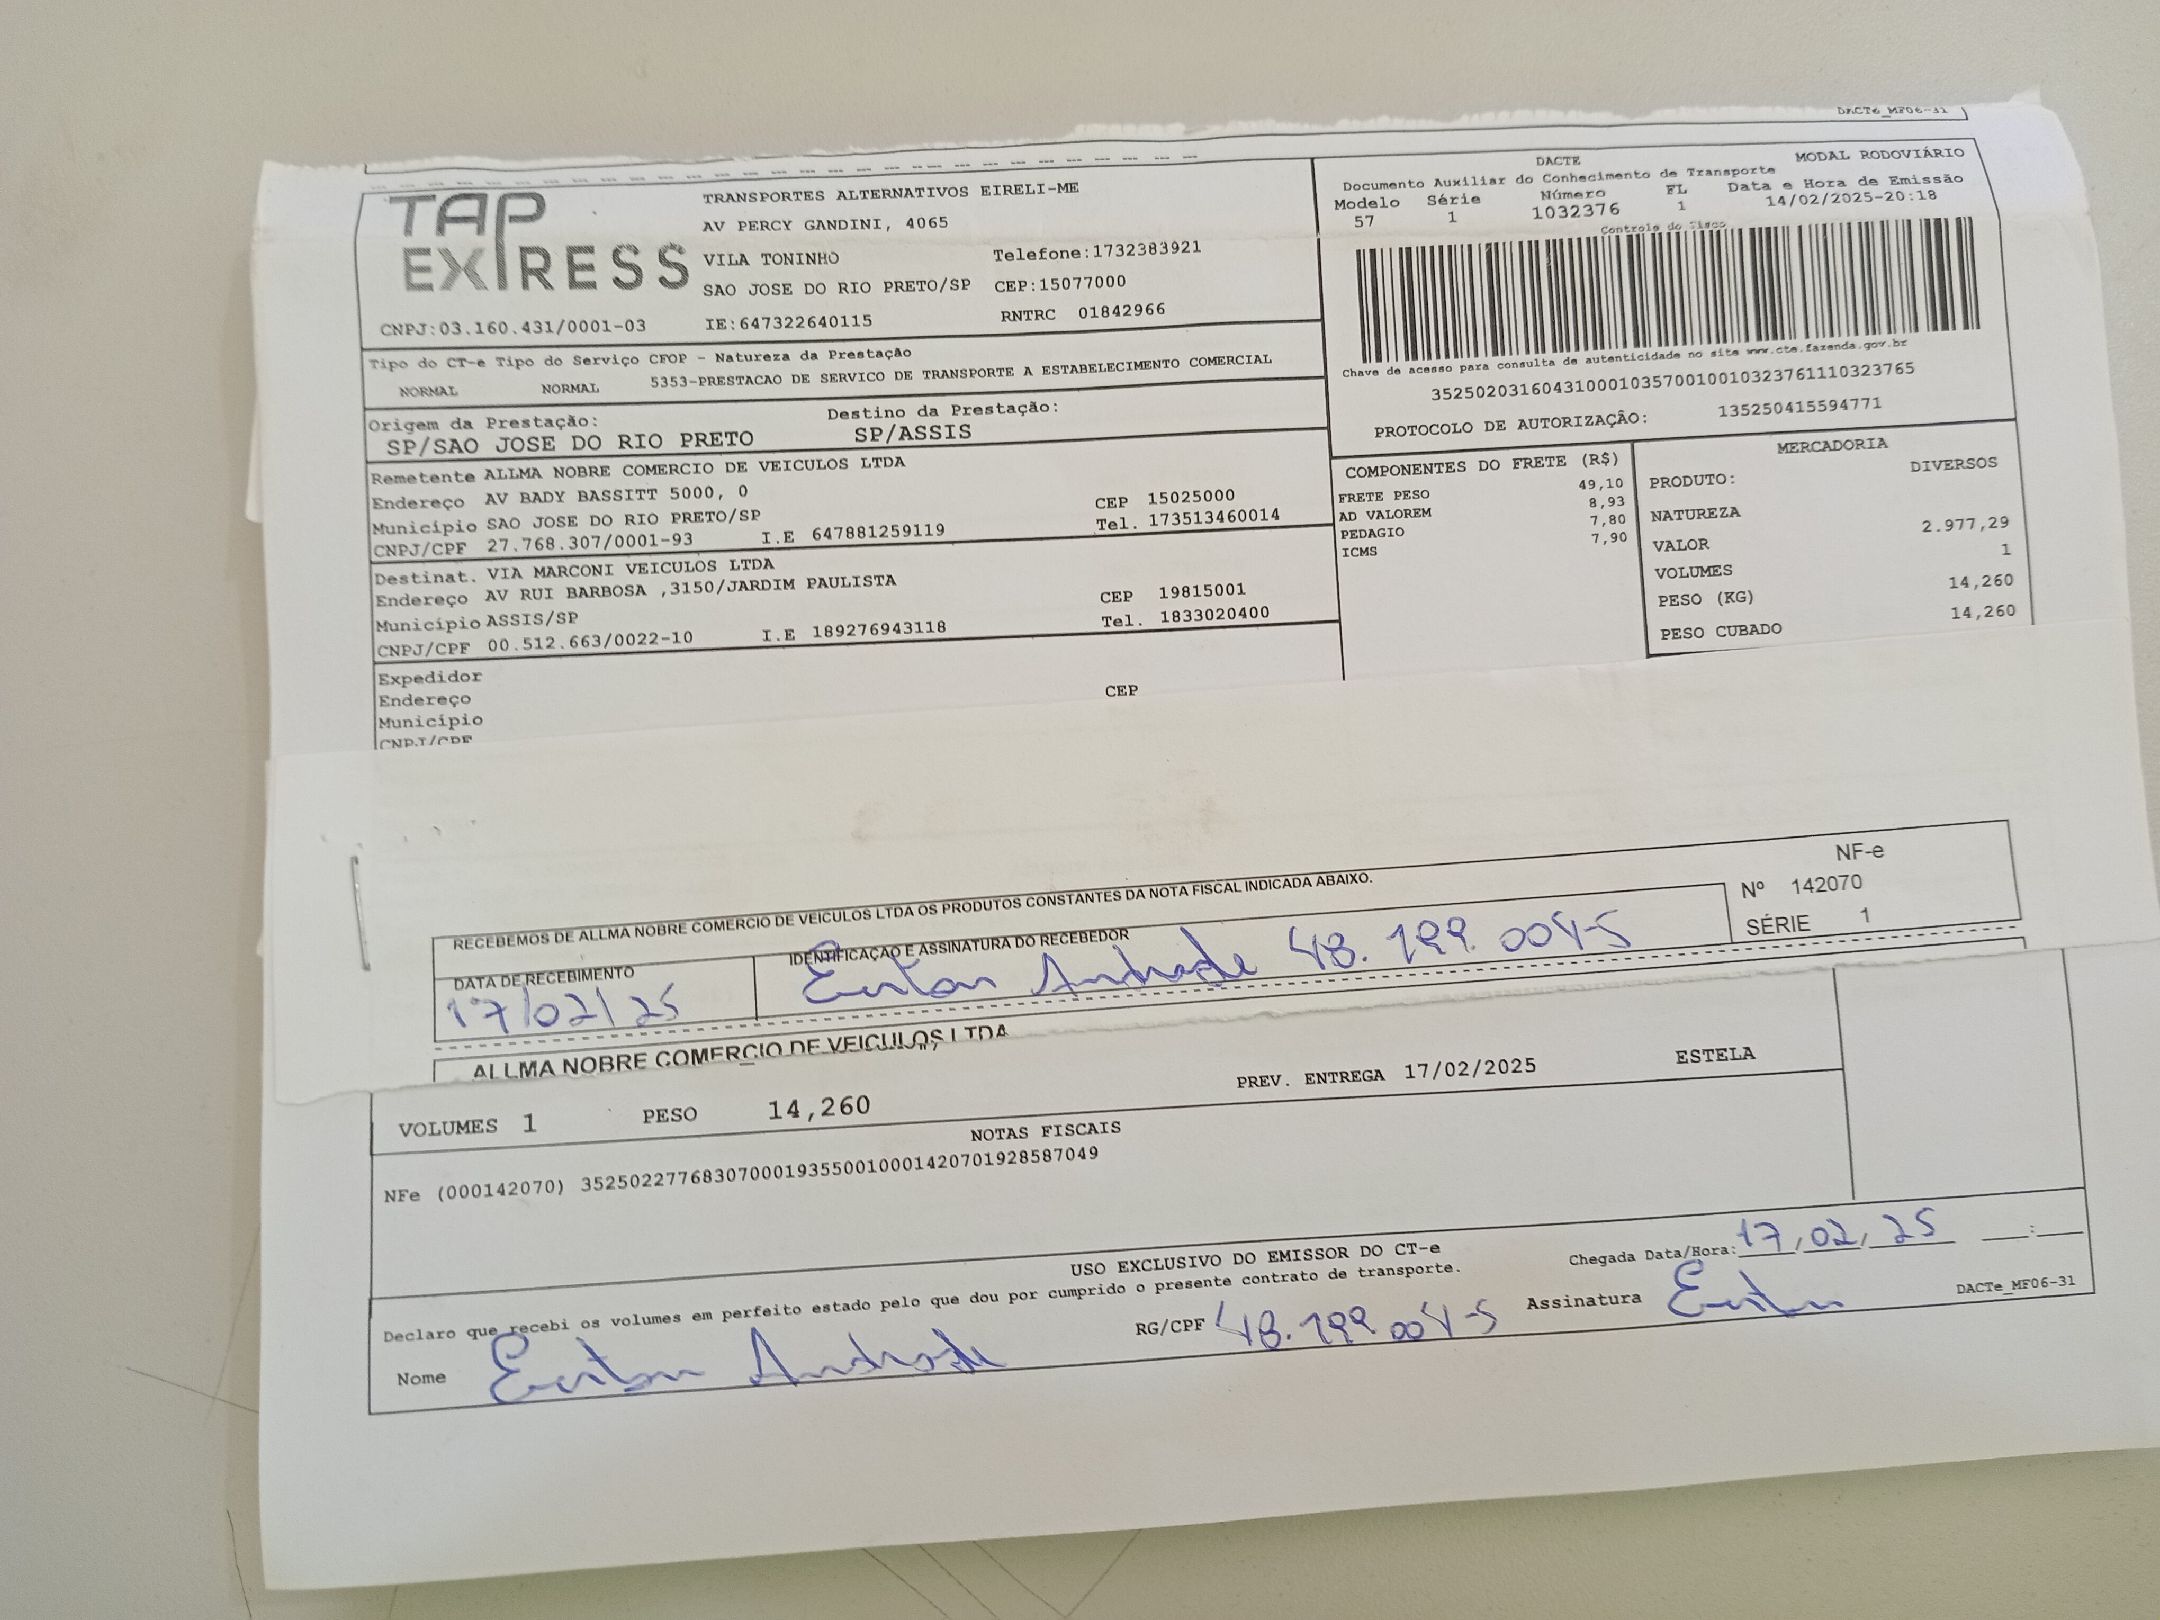 DACTe_MF06-31
TAP EXPRESS
TRANSPORTES ALTERNATIVOS EIRELI-ME
AV PERCY GANDINI, 4065
VILA TONINHO Telefone:1732383921
SAO JOSE DO RIO PRETO/SP CEP:15077000
CNPJ:03.160.431/0001-03 IE:647322640115 RNTRC 01842966
DACTE MODAL RODOVIÁRIO
Documento Auxiliar do Conhecimento de Transporte
Modelo Série Número FL Data e Hora de Emissão
57 1 1032376 1 14/02/2025-20:18
Controle do Fisco
Chave de acesso para consulta de autenticidade no site www.cte.fazenda.gov.br
35250203160431000103570010010323761110323765
PROTOCOLO DE AUTORIZAÇÃO: 135250415594771
Tipo do CT-e Tipo do Serviço CFOP - Natureza da Prestação
NORMAL NORMAL 5353-PRESTACAO DE SERVICO DE TRANSPORTE A ESTABELECIMENTO COMERCIAL
Origem da Prestação: Destino da Prestação:
SP/SAO JOSE DO RIO PRETO SP/ASSIS
Remetente ALLMA NOBRE COMERCIO DE VEICULOS LTDA
Endereço AV BADY BASSITT 5000, 0 CEP 15025000
Município SAO JOSE DO RIO PRETO/SP Tel. 173513460014
CNPJ/CPF 27.768.307/0001-93 I.E 647881259119
Destinat. VIA MARCONI VEICULOS LTDA
Endereço AV RUI BARBOSA ,3150/JARDIM PAULISTA CEP 19815001
Município ASSIS/SP Tel. 1833020400
CNPJ/CPF 00.512.663/0022-10 I.E 189276943118
Expedidor
Endereço CEP
Município
CNPJ/CPF
COMPONENTES DO FRETE (R$)
FRETE PESO 49,10
AD VALOREM 8,93
PEDAGIO 7,80
ICMS 7,90
MERCADORIA
PRODUTO: DIVERSOS
NATUREZA
VALOR 2.977,29
VOLUMES 1
PESO (KG) 14,260
PESO CUBADO 14,260
RECEBEMOS DE ALLMA NOBRE COMERCIO DE VEICULOS LTDA OS PRODUTOS CONSTANTES DA NOTA FISCAL INDICADA ABAIXO.
NF-e
Nº 142070
SÉRIE 1
DATA DE RECEBIMENTO IDENTIFICAÇÃO E ASSINATURA DO RECEBEDOR
17/02/25 Andrade 48.199.004-5
ALLMA NOBRE COMERCIO DE VEICULOS LTDA
VOLUMES 1 PESO 14,260 PREV. ENTREGA 17/02/2025 ESTELA
NOTAS FISCAIS
NFe (000142070) 35250227768307000193550010001420701928587049
USO EXCLUSIVO DO EMISSOR DO CT-e
Declaro que recebi os volumes em perfeito estado pelo que dou por cumprido o presente contrato de transporte.
Chegada Data/Hora: 17/02/25 __:__
Nome Andrade RG/CPF 48.199.004-5 Assinatura
DACTe_MF06-31